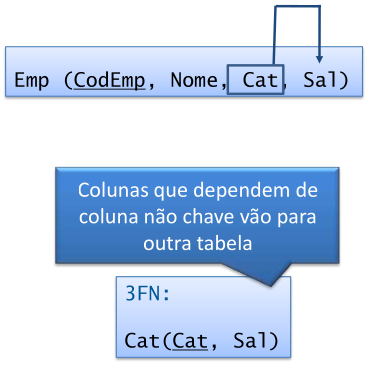 Emp (CodEmp, Nome, Cat, Sal)
Colunas que dependem de
coluna não chave vão para
outra tabela
3FN:
Cat(Cat, Sal)